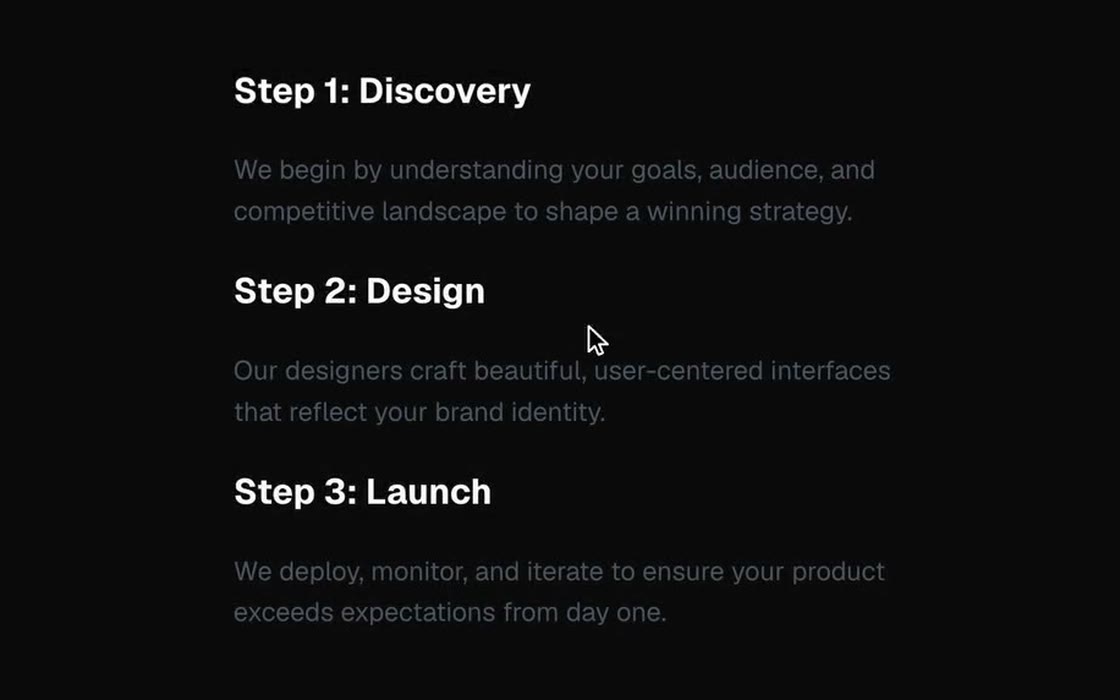 Step 1: Discovery
We begin by understanding your goals, audience, and
competitive landscape to shape a winning strategy.
Step 2: Design
Our designers craft beautiful, user-centered interfaces
that reflect your brand identity.
Step 3: Launch
We deploy, monitor, and iterate to ensure your product
exceeds expectations from day one.